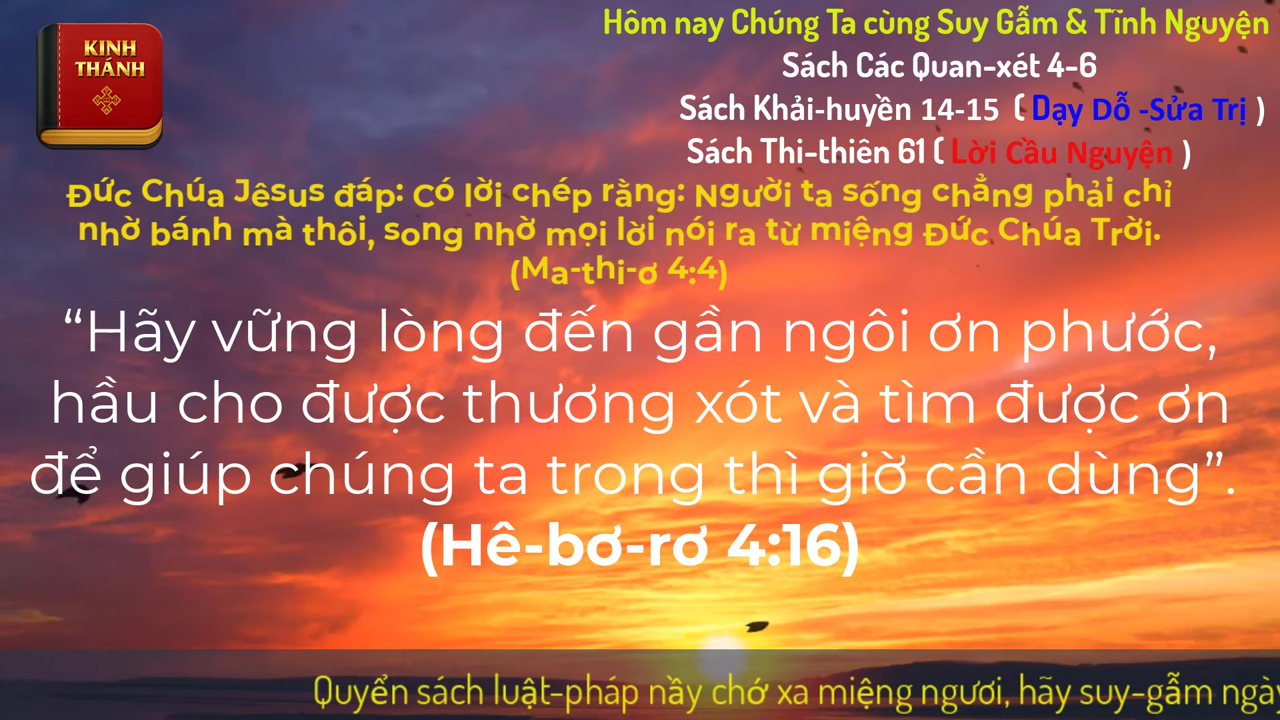 KINH
THÁNH
Hôm nay Chúng Ta cùng Suy Gẫm & Tĩnh Nguyện
Sách Các Quan-xét 4-6
Sách Khải-huyền 14-15 ( Dạy Dỗ -Sửa Trị )
Sách Thi-thiên 61 ( Lời Cầu Nguyện )
Đức Chúa Jêsus đáp: Có lời chép rằng: Người ta sống chẳng phải chỉ
nhờ bánh mà thôi, song nhờ mọi lời nói ra từ miệng Đức Chúa Trời.
(Ma-thi-ơ 4:4)
“Hãy vững lòng đến gần ngôi ơn phước,
hầu cho được thương xót và tìm được ơn
để giúp chúng ta trong thì giờ cần dùng”.
(Hê-bơ-rơ 4:16)
Quyển sách luật-pháp nầy chớ xa miệng ngươi, hãy suy-gẫm ngày